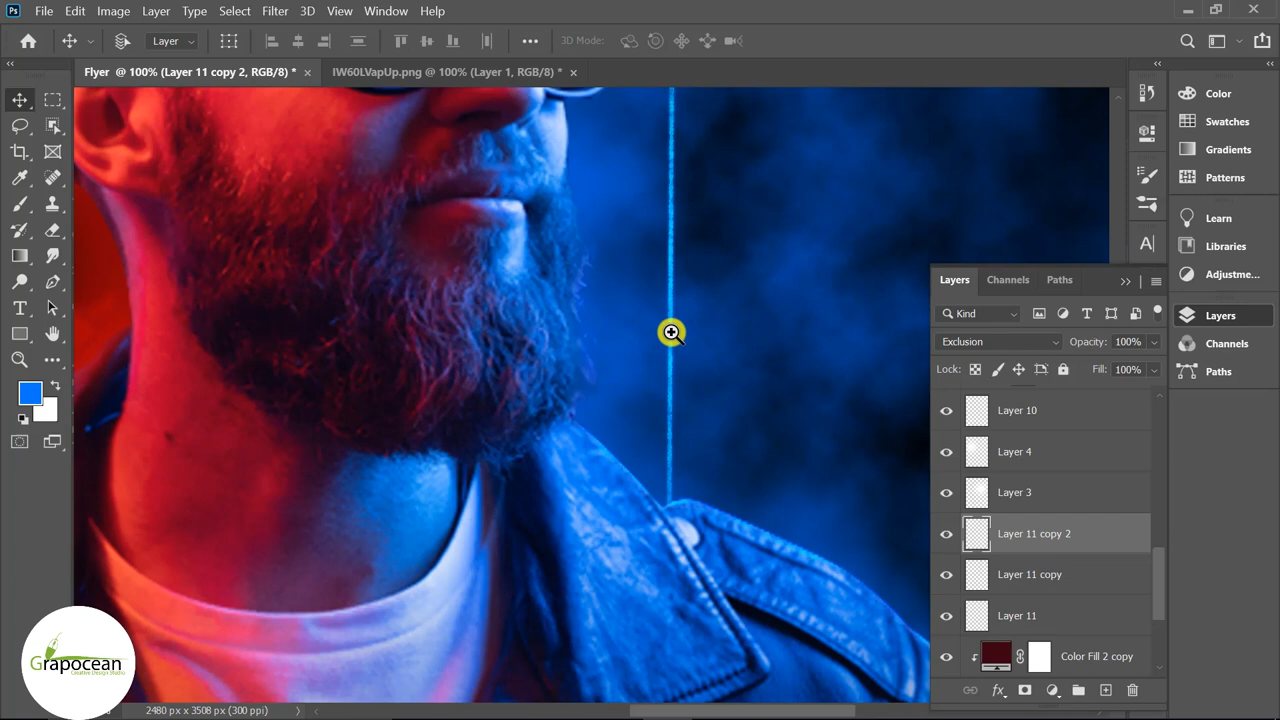 Ps File Edit Image Layer Type Select Filter 3D View Window Help
Layer 3D Mode:
Flyer @ 100% (Layer 11 copy 2, RGB/8) * × IW60LVapUp.png @ 100% (Layer 1, RGB/8) * ×
Color
Swatches
Gradients
Patterns
Learn
Libraries
Adjustme...
Layers
Channels
Paths
Layers Channels Paths
Kind
Exclusion Opacity: 100%
Lock: Fill: 100%
Layer 10
Layer 4
Layer 3
Layer 11 copy 2
Layer 11 copy
Layer 11
Color Fill 2 copy
fx
Grapocean
Creative Design Studio
2480 px x 3508 px (300 ppi)